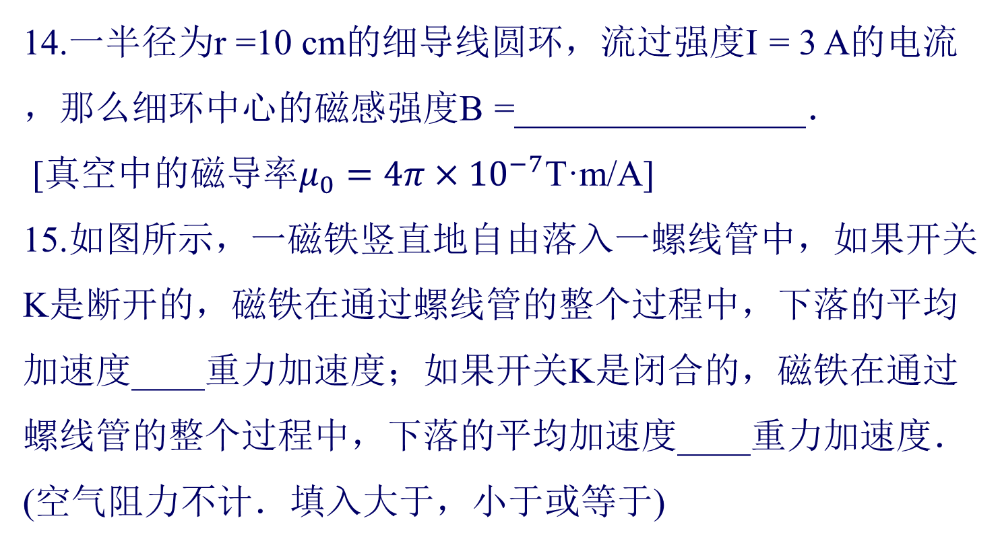 14.一半径为r =10 cm的细导线圆环，流过强度I = 3 A的电流
，那么细环中心的磁感强度B =________________.
[真空中的磁导率$\mu_0 = 4\pi \times 10^{-7}$T·m/A]
15.如图所示，一磁铁竖直地自由落入一螺线管中，如果开关
K是断开的，磁铁在通过螺线管的整个过程中，下落的平均
加速度____重力加速度；如果开关K是闭合的，磁铁在通过
螺线管的整个过程中，下落的平均加速度____重力加速度．
(空气阻力不计．填入大于，小于或等于)